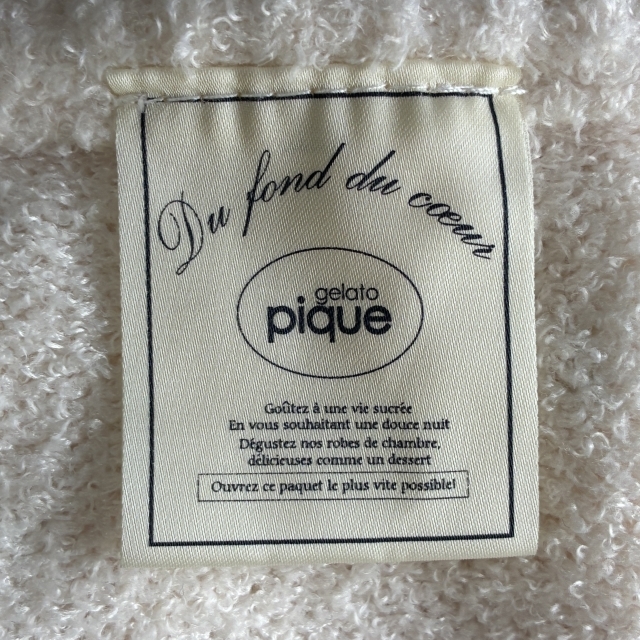 Du fond du cœur
gelato
pique
Goûtez à une vie sucrée
En vous souhaitant une douce nuit
Dégustez nos robes de chambre,
délicieuses comme un dessert
Ouvrez ce paquet le plus vite possible!